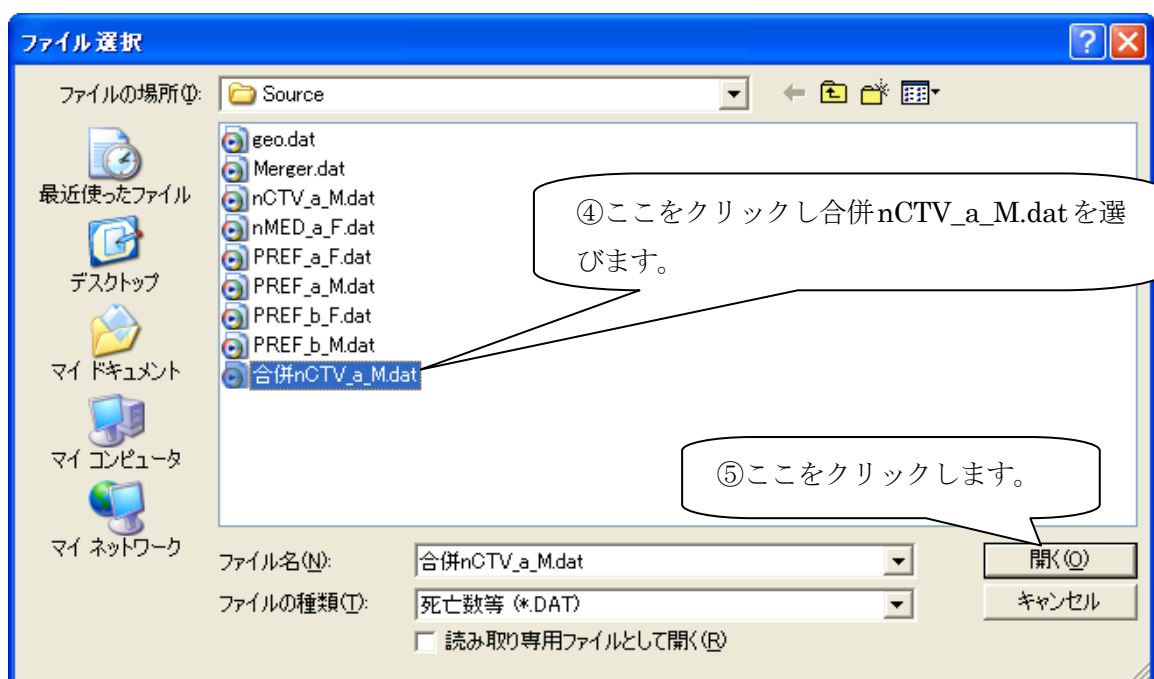 ファイル選択
ファイルの場所(I):
Source
geo.dat
Merger.dat
nCTV_a_M.dat
nMED_a_F.dat
PREF_a_F.dat
PREF_a_M.dat
PREF_b_F.dat
PREF_b_M.dat
合併nCTV_a_M.dat
最近使ったファイル
デスクトップ
マイ ドキュメント
マイ コンピュータ
マイ ネットワーク
④ここをクリックし合併nCTV_a_M.datを選
びます。
⑤ここをクリックします。
ファイル名(N):
合併nCTV_a_M.dat
開く(O)
ファイルの種類(T):
死亡数等 (*.DAT)
キャンセル
読み取り専用ファイルとして開く(R)